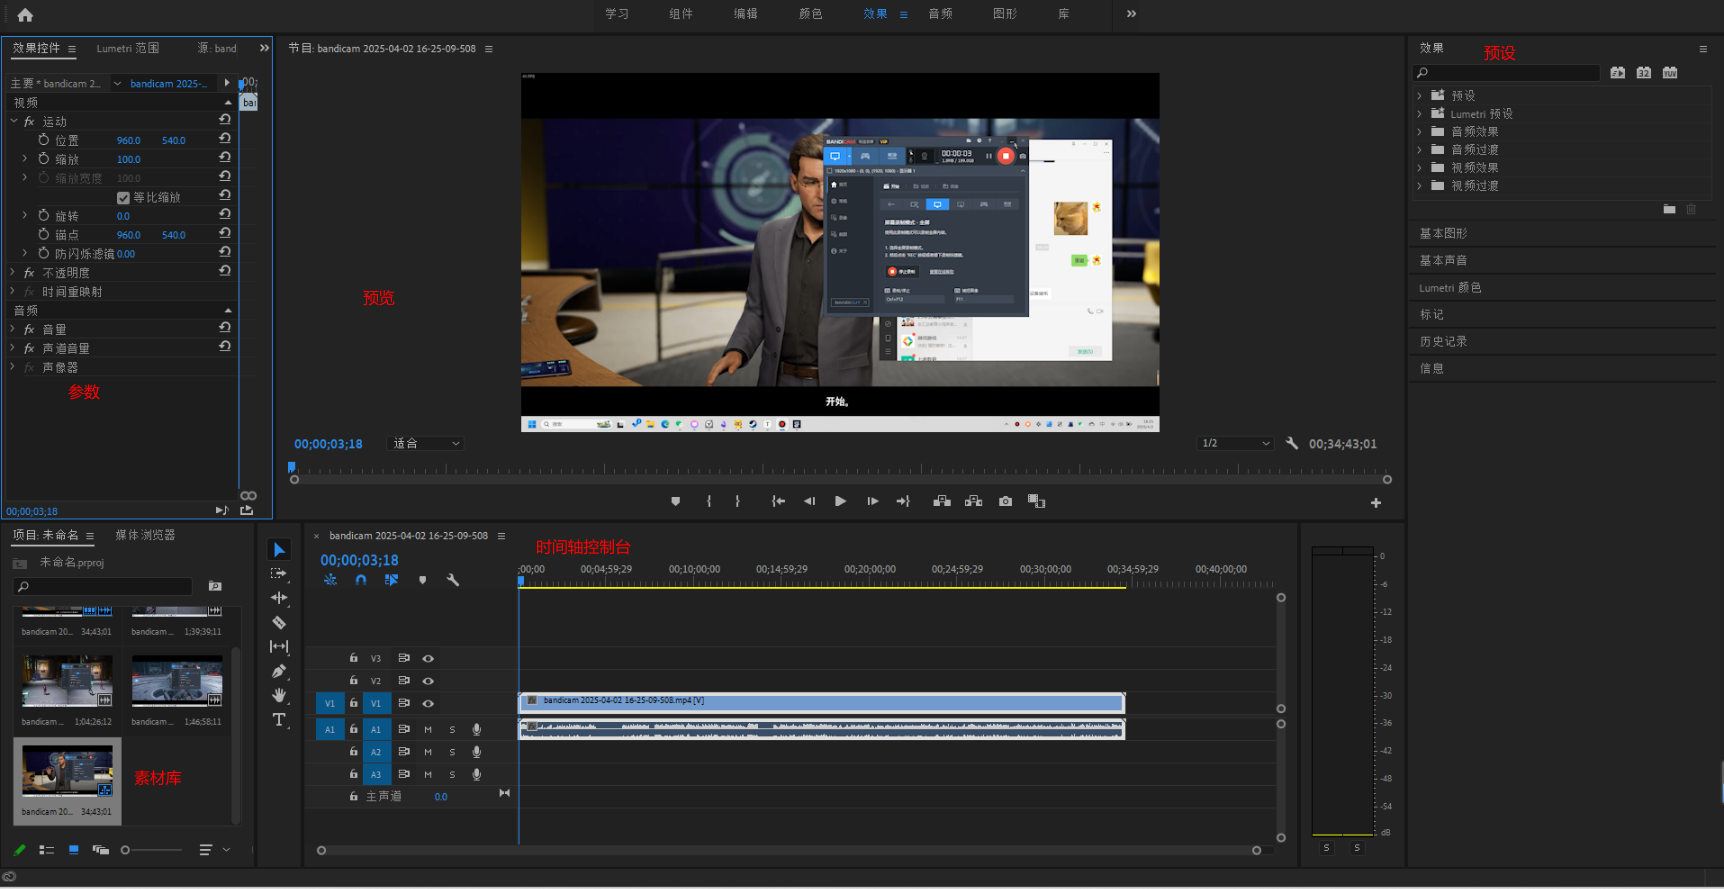 学习 组件 编辑 颜色 效果 音频 图形 库
效果控件 Lumetri 范围 源: band
节目: bandicam 2025-04-02 16-25-09-508
效果
预设
主要 * bandicam 2... bandicam 2025-...
视频
运动
位置 960.0 540.0
缩放 100.0
缩放宽度 100.0
等比缩放
旋转 0.0
锚点 960.0 540.0
防闪烁滤镜 0.00
不透明度
时间重映射
音频
音量
声道音量
声像器
参数
00;00;03;18
预览
BANDICAM
00:00:03
开始。
00;00;03;18 适合 1/2 00;34;43;01
预设
Lumetri 预设
音频效果
音频过渡
视频效果
视频过渡
基本图形
基本声音
Lumetri 颜色
标记
历史记录
信息
项目: 未命名 媒体浏览器
未命名.prproj
bandicam 20... 34;43;01 bandicam ... 1;39;39;11
bandicam ... 1;04;26;12 bandicam ... 1;46;58;11
素材库
bandicam 20... 34;43;01
× bandicam 2025-04-02 16-25-09-508
时间轴控制台
00;00;03;18
;00;00 00;04;59;29 00;10;00;00 00;14;59;29 00;20;00;00 00;24;59;29 00;30;00;00 00;34;59;29 00;40;00;00
V3
V2
V1 V1 bandicam 2025-04-02 16-25-09-508.mp4 [V]
A1 A1 M S
A2 M S
A3 M S
主声道 0.0
0
-6
-12
-18
-24
-30
-36
-42
-48
-54
dB
S S